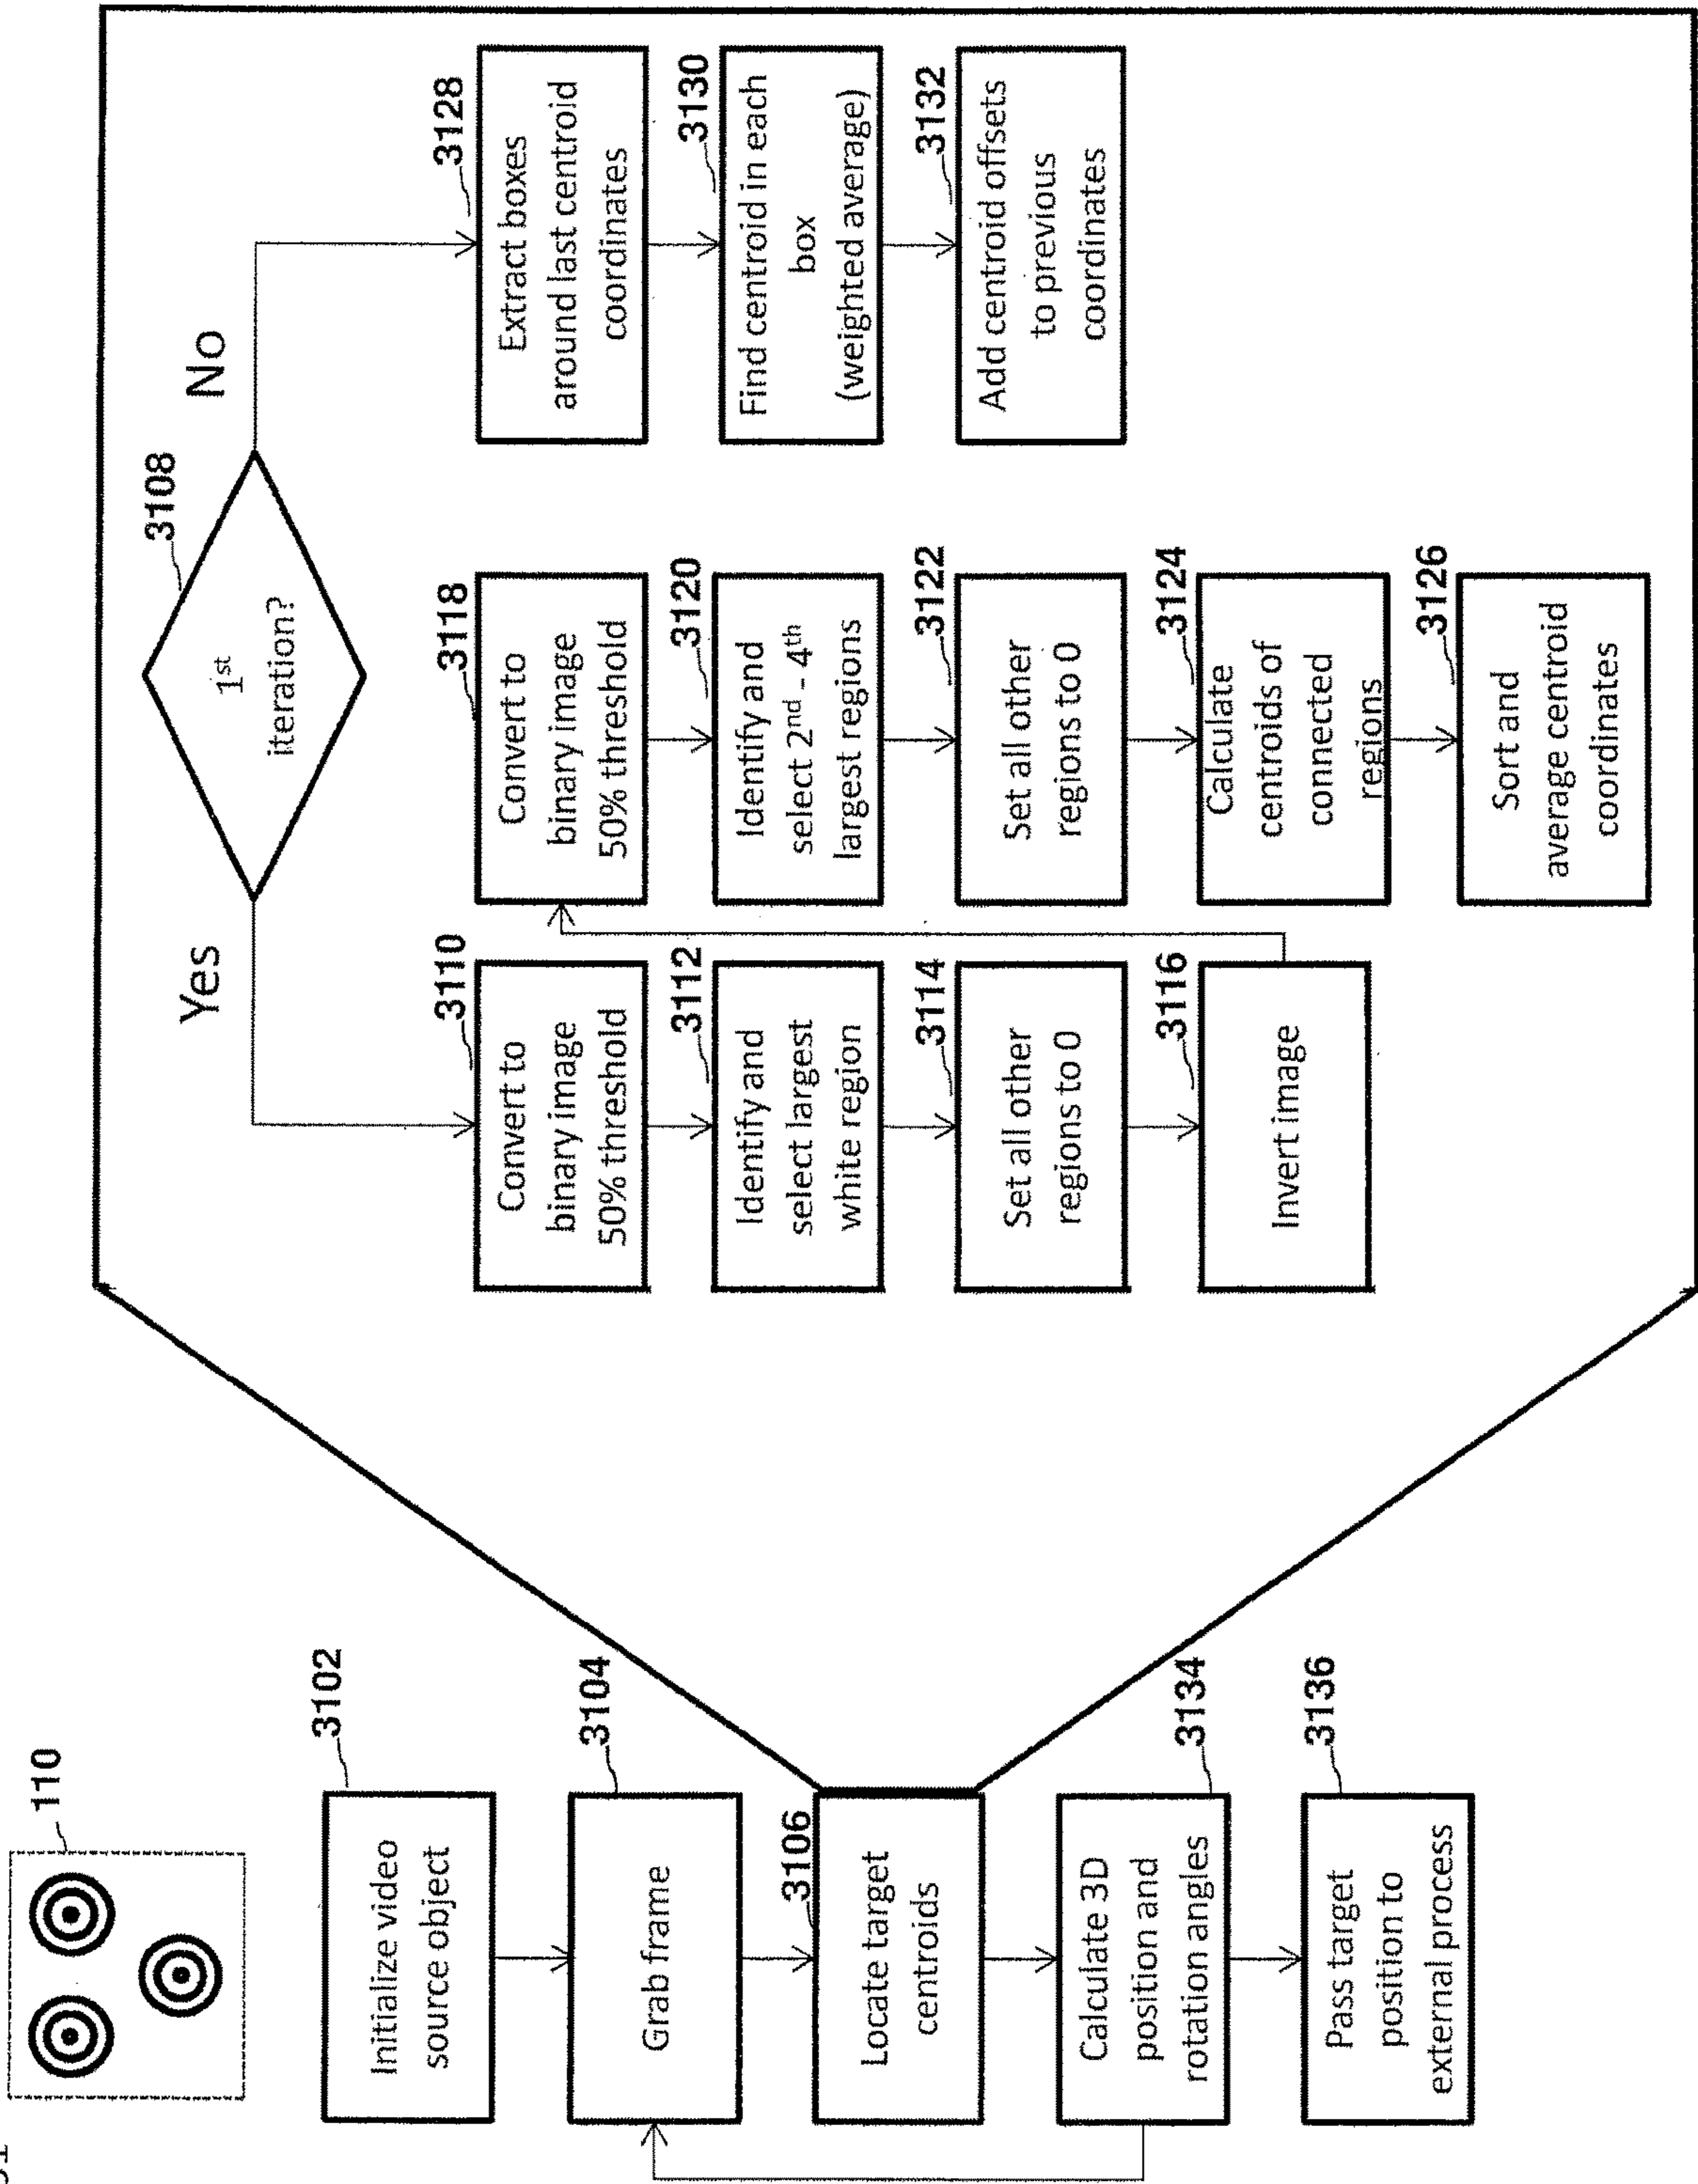 110
3102
Initialize video
source object
3104
Grab frame
3106
Locate target
centroids
3134
Calculate 3D
position and
rotation angles
3136
Pass target
position to
external process
3108
1st
iteration?
Yes
No
3110
Convert to
binary image
50% threshold
3112
Identify and
select largest
white region
3114
Set all other
regions to 0
3116
Invert image
3118
Convert to
binary image
50% threshold
3120
Identify and
select 2nd - 4th
largest regions
3122
Set all other
regions to 0
3124
Calculate
centroids of
connected
regions
3126
Sort and
average centroid
coordinates
3128
Extract boxes
around last centroid
coordinates
3130
Find centroid in each
box
(weighted average)
3132
Add centroid offsets
to previous
coordinates